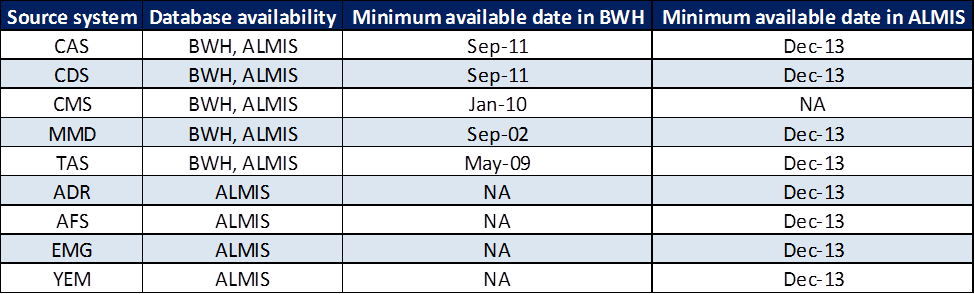 Source system Database availability Minimum available date in BWH Minimum available date in ALMIS
CAS BWH, ALMIS Sep-11 Dec-13
CDS BWH, ALMIS Sep-11 Dec-13
CMS BWH, ALMIS Jan-10 NA
MMD BWH, ALMIS Sep-02 Dec-13
TAS BWH, ALMIS May-09 Dec-13
ADR ALMIS NA Dec-13
AFS ALMIS NA Dec-13
EMG ALMIS NA Dec-13
YEM ALMIS NA Dec-13